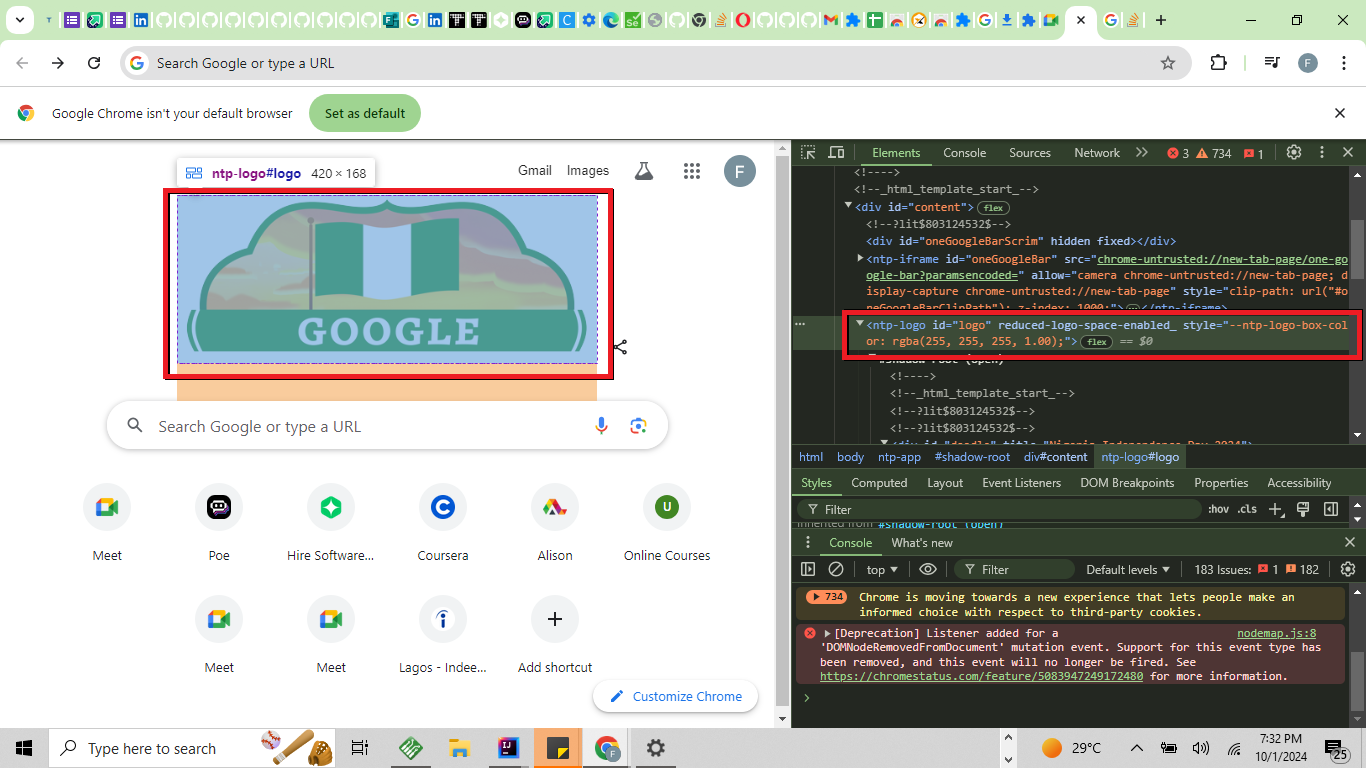 Search Google or type a URL
F
Google Chrome isn't your default browser
Set as default
ntp-logo#logo 420 × 168
Gmail
Images
F
GOOGLE
Search Google or type a URL
Meet
Poe
Hire Software...
Coursera
Alison
U
Online Courses
Meet
Meet
Lagos - Indee...
Add shortcut
Customize Chrome
Elements
Console
Sources
Network
3
734
1
<!---->
<!--_html_template_start_-->
<div id="content">
flex
<!--?lit$803124532$-->
<div id="oneGoogleBarScrim" hidden fixed></div>
<ntp-iframe id="oneGoogleBar" src="chrome-untrusted://new-tab-page/one-go
ogle-bar?paramsencoded=" allow="camera chrome-untrusted://new-tab-page; d
isplay-capture chrome-untrusted://new-tab-page" style="clip-path: url("#o
neGoogleBarClipPath"); z-index: 1000;">…</ntp-iframe>
<ntp-logo id="logo" reduced-logo-space-enabled_ style="--ntp-logo-box-col
or: rgba(255, 255, 255, 1.00);">
flex
== $0
#shadow-root (open)
<!---->
<!--_html_template_start_-->
<!--?lit$803124532$-->
<!--?lit$803124532$-->
<div id="doodle" title="Nigeria Independence Day 2024">
html body ntp-app #shadow-root div#content ntp-logo#logo
Styles Computed Layout Event Listeners DOM Breakpoints Properties Accessibility
Filter
:hov .cls
Inherited from #shadow-root (open)
Console
What's new
top
Filter
Default levels
183 Issues: 1 182
734
Chrome is moving towards a new experience that lets people make an
informed choice with respect to third-party cookies.
[Deprecation] Listener added for a
nodemap.js:8
'DOMNodeRemovedFromDocument' mutation event. Support for this event type has
been removed, and this event will no longer be fired. See
https://chromestatus.com/feature/5083947249172480 for more information.
Type here to search
F
29°C
7:32 PM
10/1/2024
25